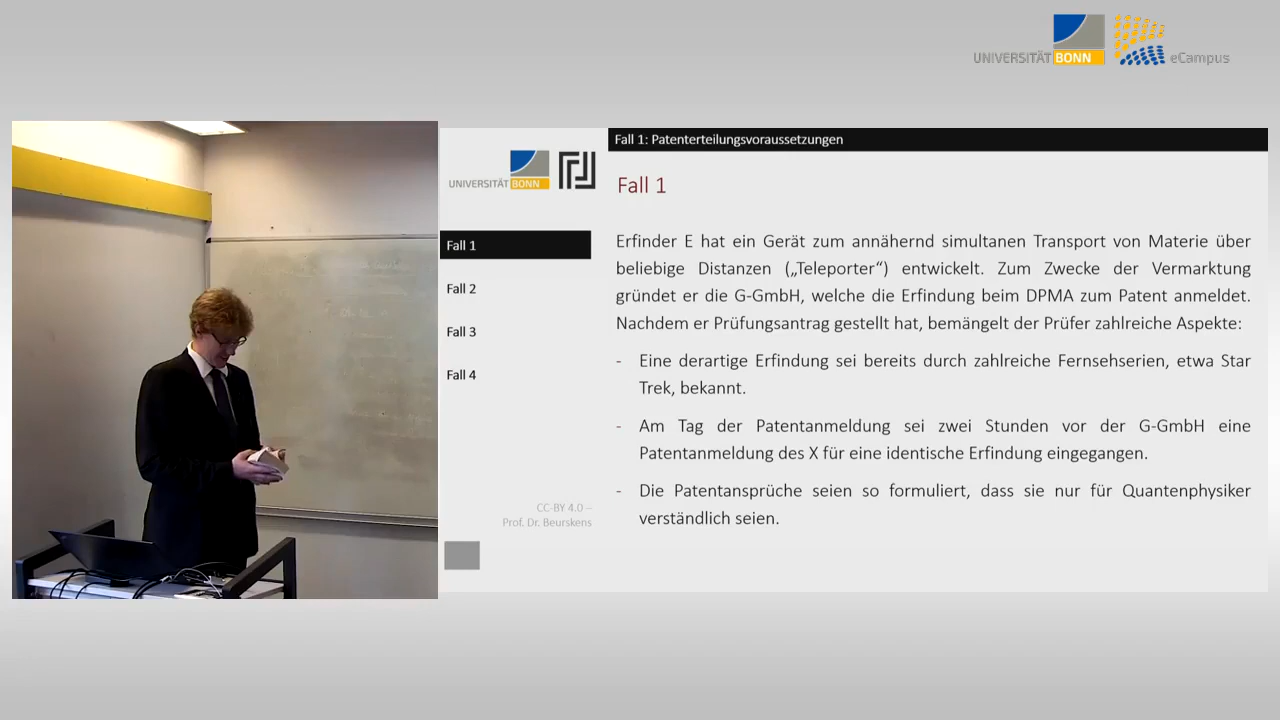 UNIVERSITÄT BONN eCampus
Fall 1: Patenterteilungsvoraussetzungen
UNIVERSITÄT BONN
Fall 1
Fall 1
Fall 2
Fall 3
Fall 4
Erfinder E hat ein Gerät zum annähernd simultanen Transport von Materie über
beliebige Distanzen („Teleporter“) entwickelt. Zum Zwecke der Vermarktung
gründet er die G-GmbH, welche die Erfindung beim DPMA zum Patent anmeldet.
Nachdem er Prüfungsantrag gestellt hat, bemängelt der Prüfer zahlreiche Aspekte:
- Eine derartige Erfindung sei bereits durch zahlreiche Fernsehserien, etwa Star
Trek, bekannt.
- Am Tag der Patentanmeldung sei zwei Stunden vor der G-GmbH eine
Patentanmeldung des X für eine identische Erfindung eingegangen.
- Die Patentansprüche seien so formuliert, dass sie nur für Quantenphysiker
verständlich seien.
CC-BY 4.0 –
Prof. Dr. Beurskens